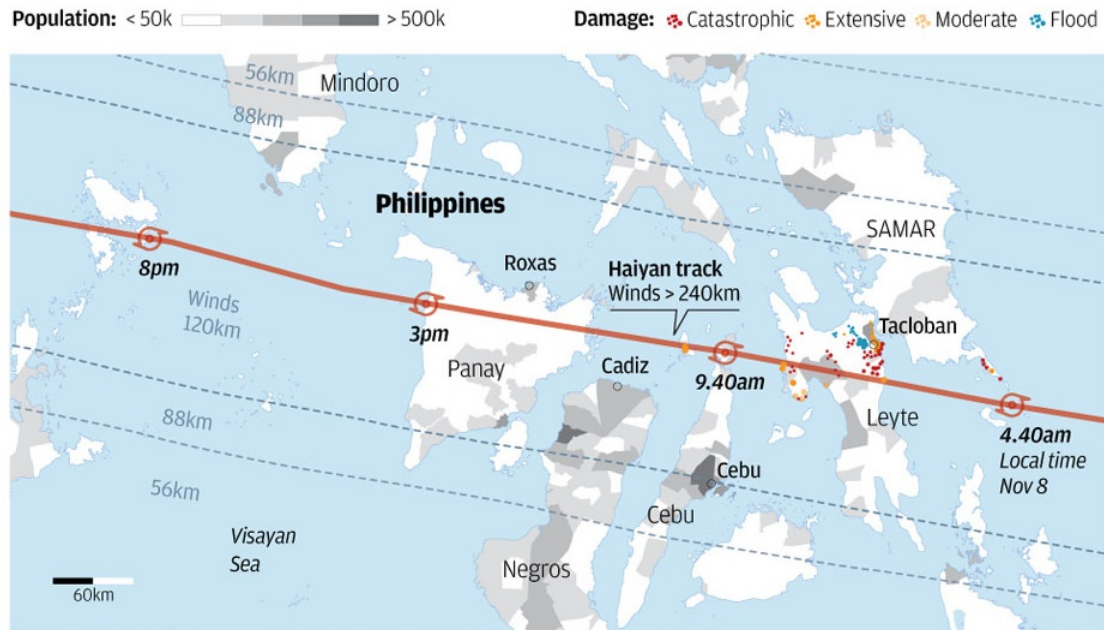 Population: < 50k > 500k
Damage: Catastrophic Extensive Moderate Flood
56km
Mindoro
88km
Philippines
SAMAR
8pm
Roxas
Haiyan track
Winds > 240km
Winds
120km
3pm
Tacloban
Panay
Cadiz
9.40am
Leyte
4.40am
Local time
Nov 8
88km
Cebu
56km
Cebu
Visayan
Sea
Negros
60km